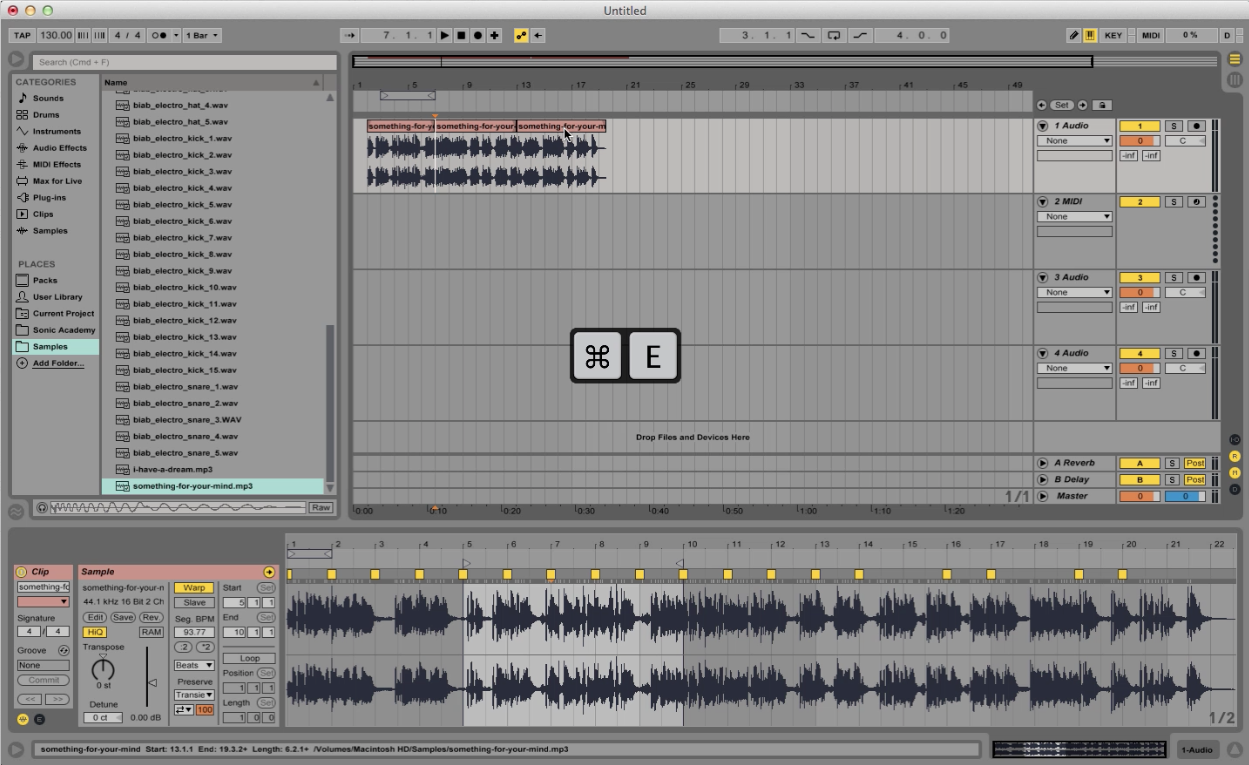 Untitled
TAP 130.00 4 / 4 1 Bar 7. 1. 1 3. 1. 1 4. 0. 0 KEY MIDI 0 % D
Search (Cmd + F)
CATEGORIES
Sounds
Drums
Instruments
Audio Effects
MIDI Effects
Max for Live
Plug-ins
Clips
Samples
PLACES
Packs
User Library
Current Project
Sonic Academy
Samples
Add Folder...
Name
biab_electro_hat_4.wav
biab_electro_hat_5.wav
biab_electro_kick_1.wav
biab_electro_kick_2.wav
biab_electro_kick_3.wav
biab_electro_kick_4.wav
biab_electro_kick_5.wav
biab_electro_kick_6.wav
biab_electro_kick_7.wav
biab_electro_kick_8.wav
biab_electro_kick_9.wav
biab_electro_kick_10.wav
biab_electro_kick_11.wav
biab_electro_kick_12.wav
biab_electro_kick_13.wav
biab_electro_kick_14.wav
biab_electro_kick_15.wav
biab_electro_snare_1.wav
biab_electro_snare_2.wav
biab_electro_snare_3.WAV
biab_electro_snare_4.wav
biab_electro_snare_5.wav
i-have-a-dream.mp3
something-for-your-mind.mp3
Raw
1 5 9 13 17 21 25 29 33 37 41 45 49
Set
something-for-y something-for-your something-for-your-m
⌘ E
Drop Files and Devices Here
1/1
0:00 0:10 0:20 0:30 0:40 0:50 1:00 1:10 1:20
1 Audio 1 S
None 0 C
-inf -inf
2 MIDI 2 S
None
3 Audio 3 S
None 0 C
-inf -inf
4 Audio 4 S
None 0 C
-inf -inf
A Reverb A S Post
B Delay B S Post
Master 0 0
Clip
something-fo
Signature
4 / 4
Groove
None
Commit
<< >>
Sample
something-for-your-n
44.1 kHz 16 Bit 2 Ch
Edit Save Rev.
HiQ RAM
Transpose
0 st
Detune
0 ct 0.00 dB
Warp
Slave
Seg. BPM
93.77
:2 *2
Beats
Preserve
Transie
100
Start Set
5 1 1
End Set
10 1 1
Loop
Position Set
1 1 1
Length Set
1 0 0
1 2 3 4 5 6 7 8 9 10 11 12 13 14 15 16 17 18 19 20 21 22
1/2
something-for-your-mind Start: 13.1.1 End: 19.3.2+ Length: 6.2.1+ /Volumes/Macintosh HD/Samples/something-for-your-mind.mp3
1-Audio